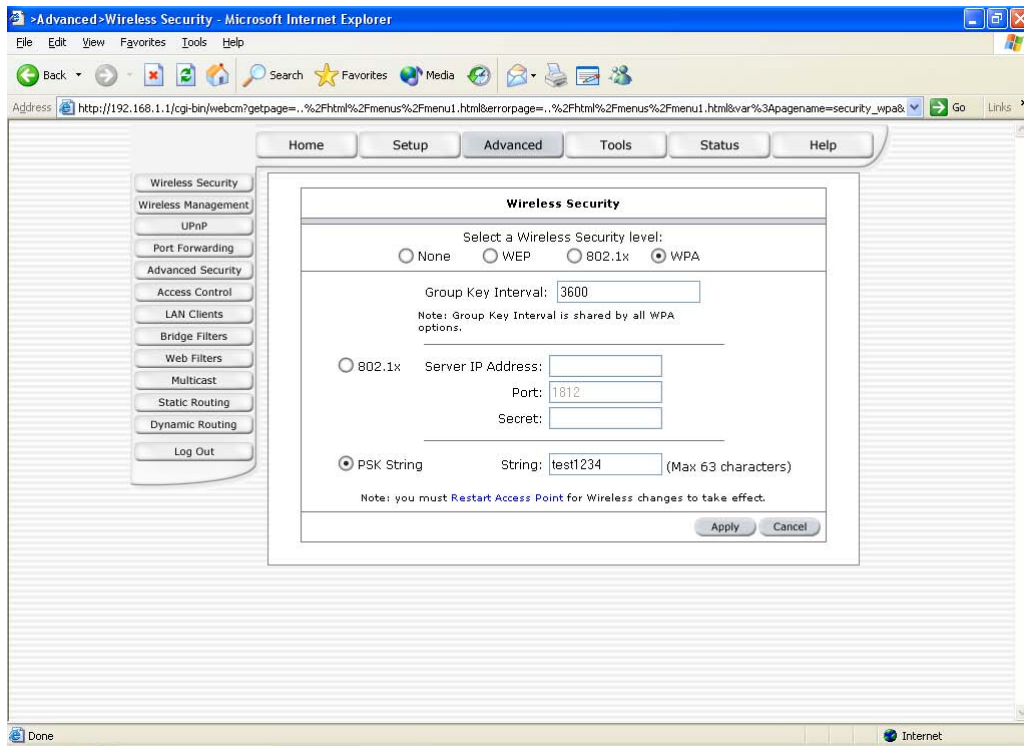 >Advanced>Wireless Security - Microsoft Internet Explorer
File Edit View Favorites Tools Help
Back Search Favorites Media
Address http://192.168.1.1/cgi-bin/webcm?getpage=..%2Fhtml%2Fmenus%2Fmenu1.html&errorpage=..%2Fhtml%2Fmenus%2Fmenu1.html&var%3Apagename=security_wpa& Go Links
Home Setup Advanced Tools Status Help
Wireless Security
Wireless Management
UPnP
Port Forwarding
Advanced Security
Access Control
LAN Clients
Bridge Filters
Web Filters
Multicast
Static Routing
Dynamic Routing
Log Out
Wireless Security
Select a Wireless Security level:
None WEP 802.1x WPA
Group Key Interval: 3600
Note: Group Key Interval is shared by all WPA
options.
802.1x Server IP Address:
Port: 1812
Secret:
PSK String String: test1234 (Max 63 characters)
Note: you must Restart Access Point for Wireless changes to take effect.
Apply Cancel
Done Internet